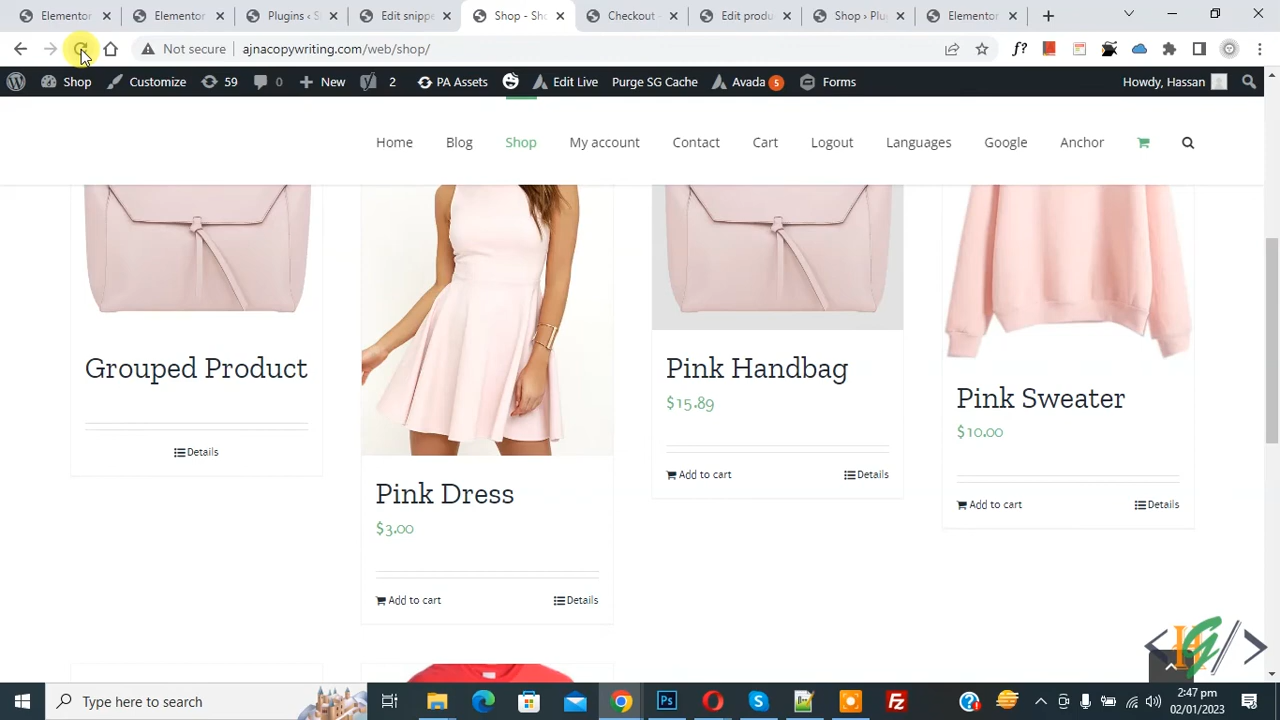 Elementor
Elementor
Plugins ‹ S
Edit snippe
Shop - Sho
Checkout -
Edit produ
Shop › Plug
Elementor
Not secure
ajnacopywriting.com/web/shop/
Shop
Customize
59
0
New
2
PA Assets
Edit Live
Purge SG Cache
Avada 5
Forms
Howdy, Hassan
Home
Blog
Shop
My account
Contact
Cart
Logout
Languages
Google
Anchor
Grouped Product
Details
Pink Dress
$3.00
Add to cart
Details
Pink Handbag
$15.89
Add to cart
Details
Pink Sweater
$10.00
Add to cart
Details
Type here to search
2:47 pm
02/01/2023